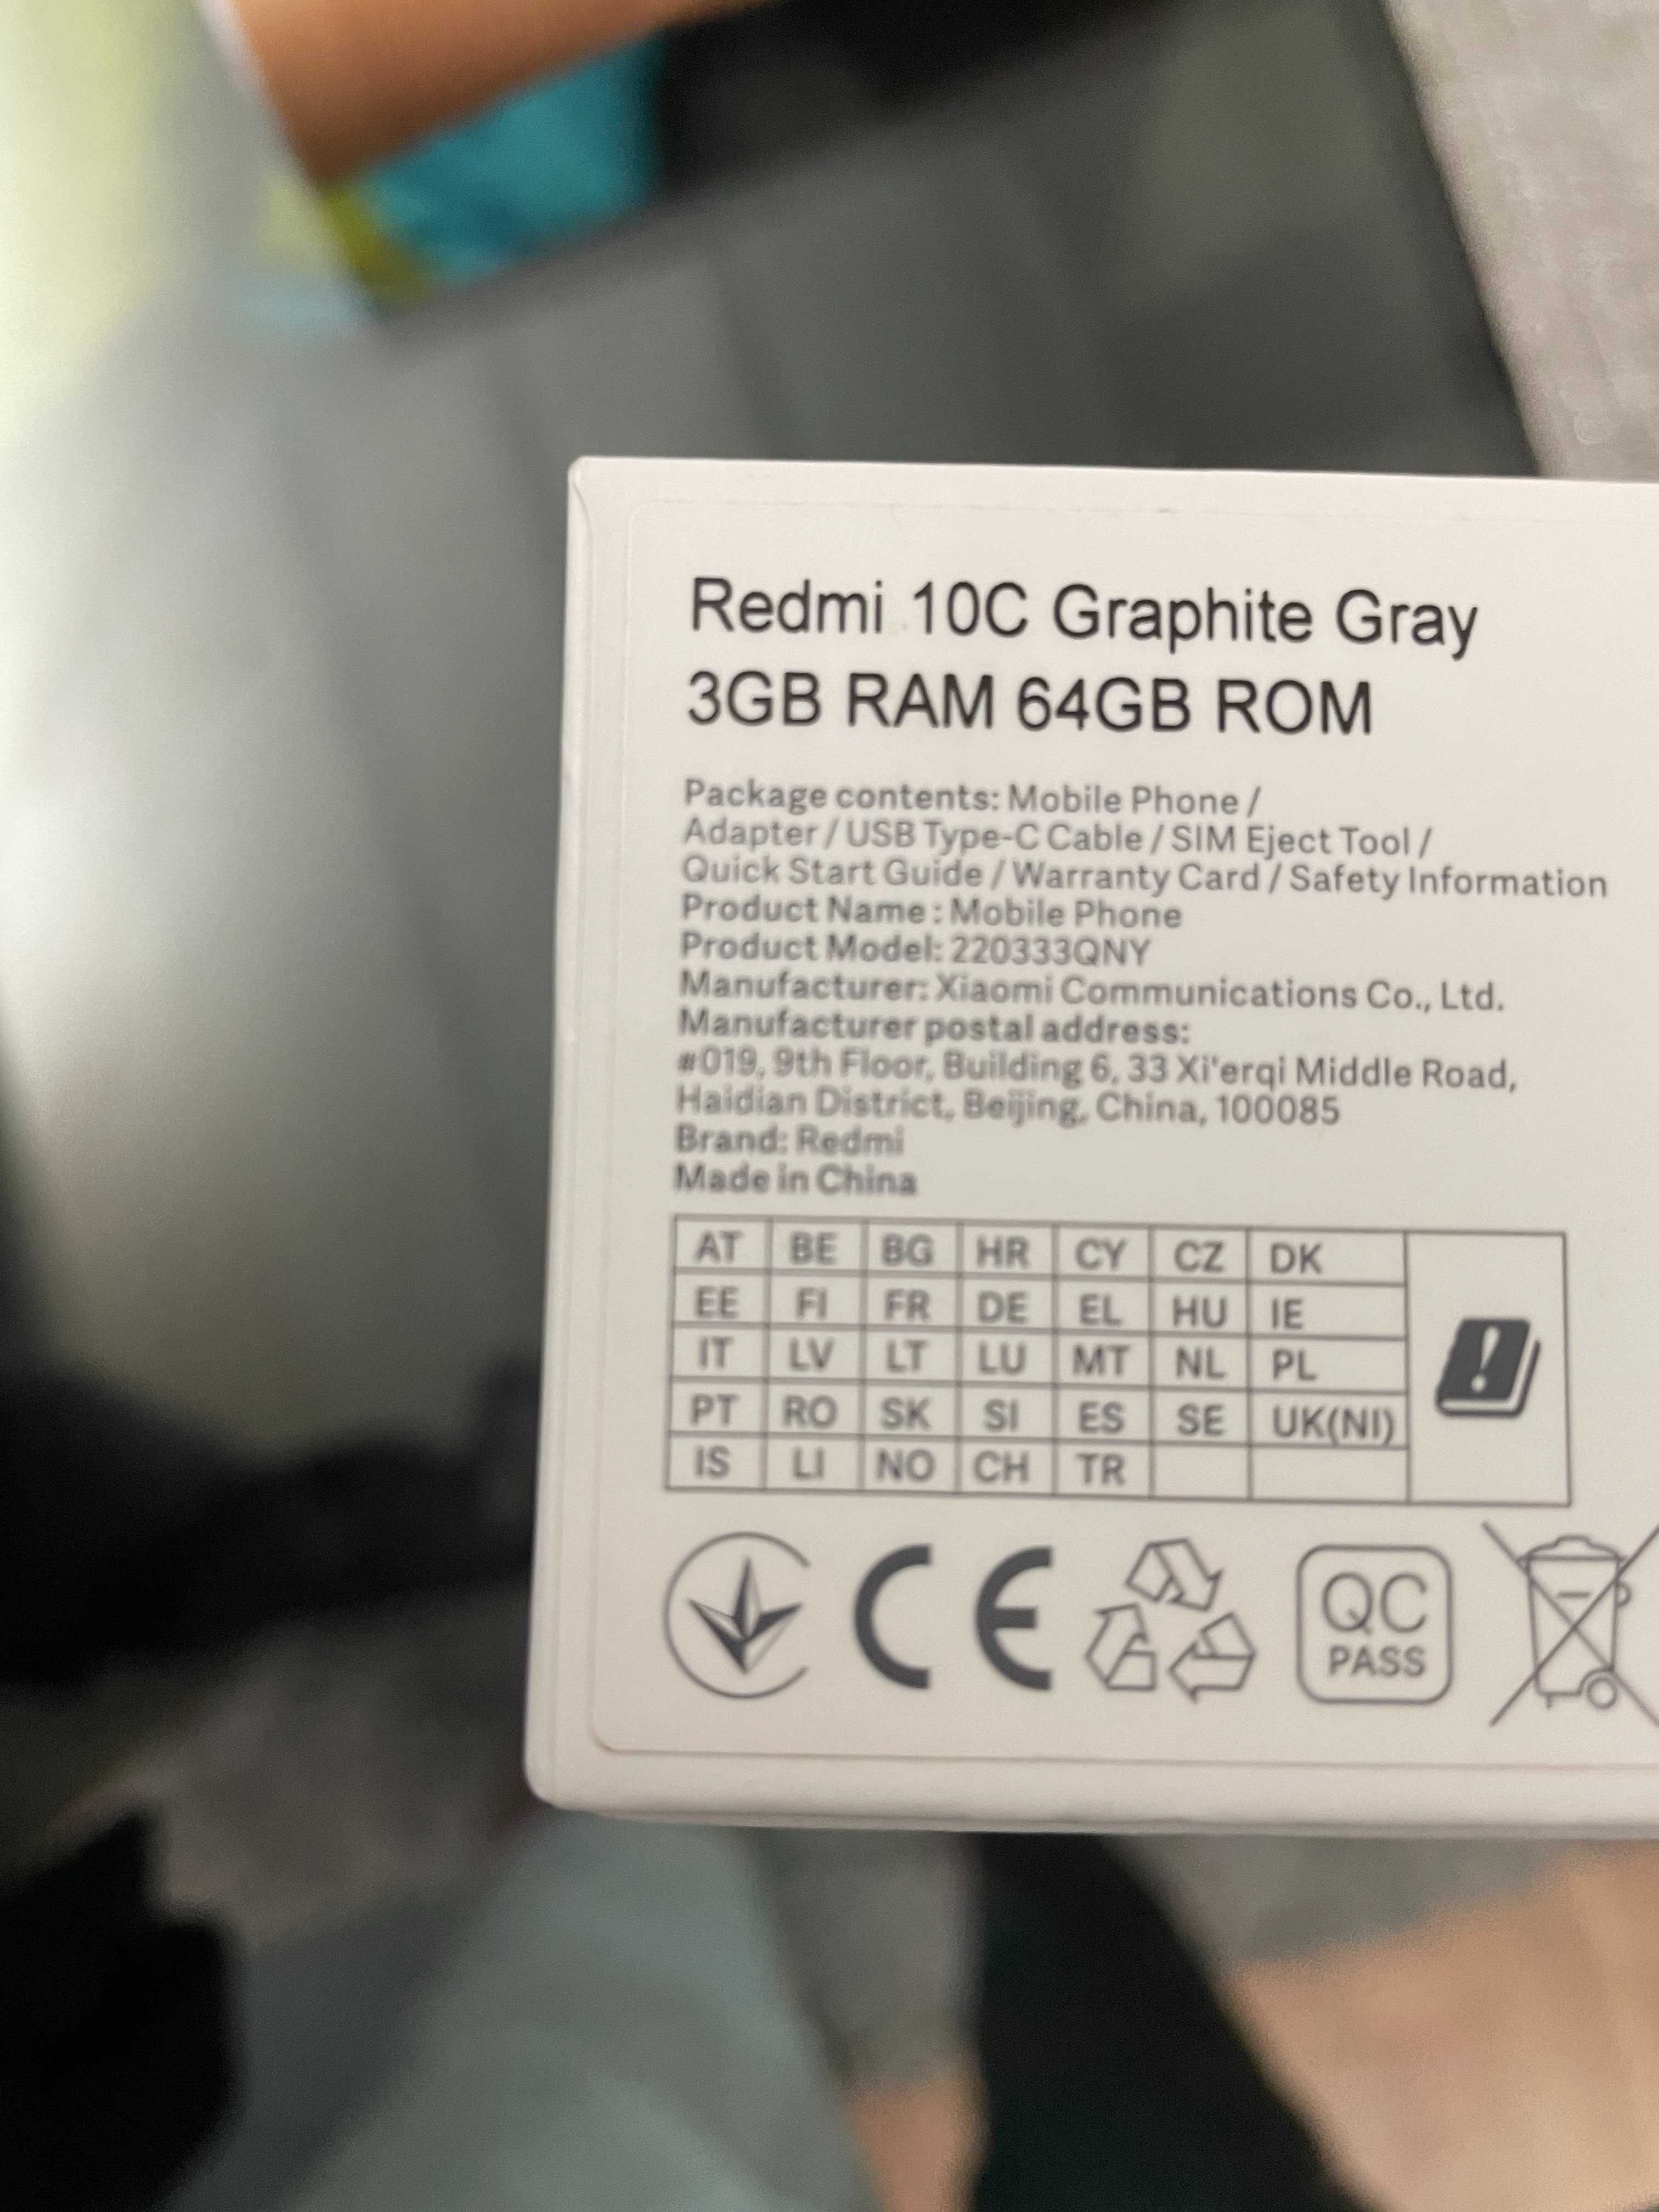 Redmi 10C Graphite Gray
3GB RAM 64GB ROM
Package contents: Mobile Phone /
Adapter / USB Type-C Cable / SIM Eject Tool /
Quick Start Guide / Warranty Card / Safety Information
Product Name : Mobile Phone
Product Model: 220333QNY
Manufacturer: Xiaomi Communications Co., Ltd.
Manufacturer postal address:
#019, 9th Floor, Building 6, 33 Xi'erqi Middle Road,
Haidian District, Beijing, China, 100085
Brand: Redmi
Made in China
AT BE BG HR CY CZ DK
EE FI FR DE EL HU IE
IT LV LT LU MT NL PL
PT RO SK SI ES SE UK(NI)
IS LI NO CH TR
CE QC
PASS